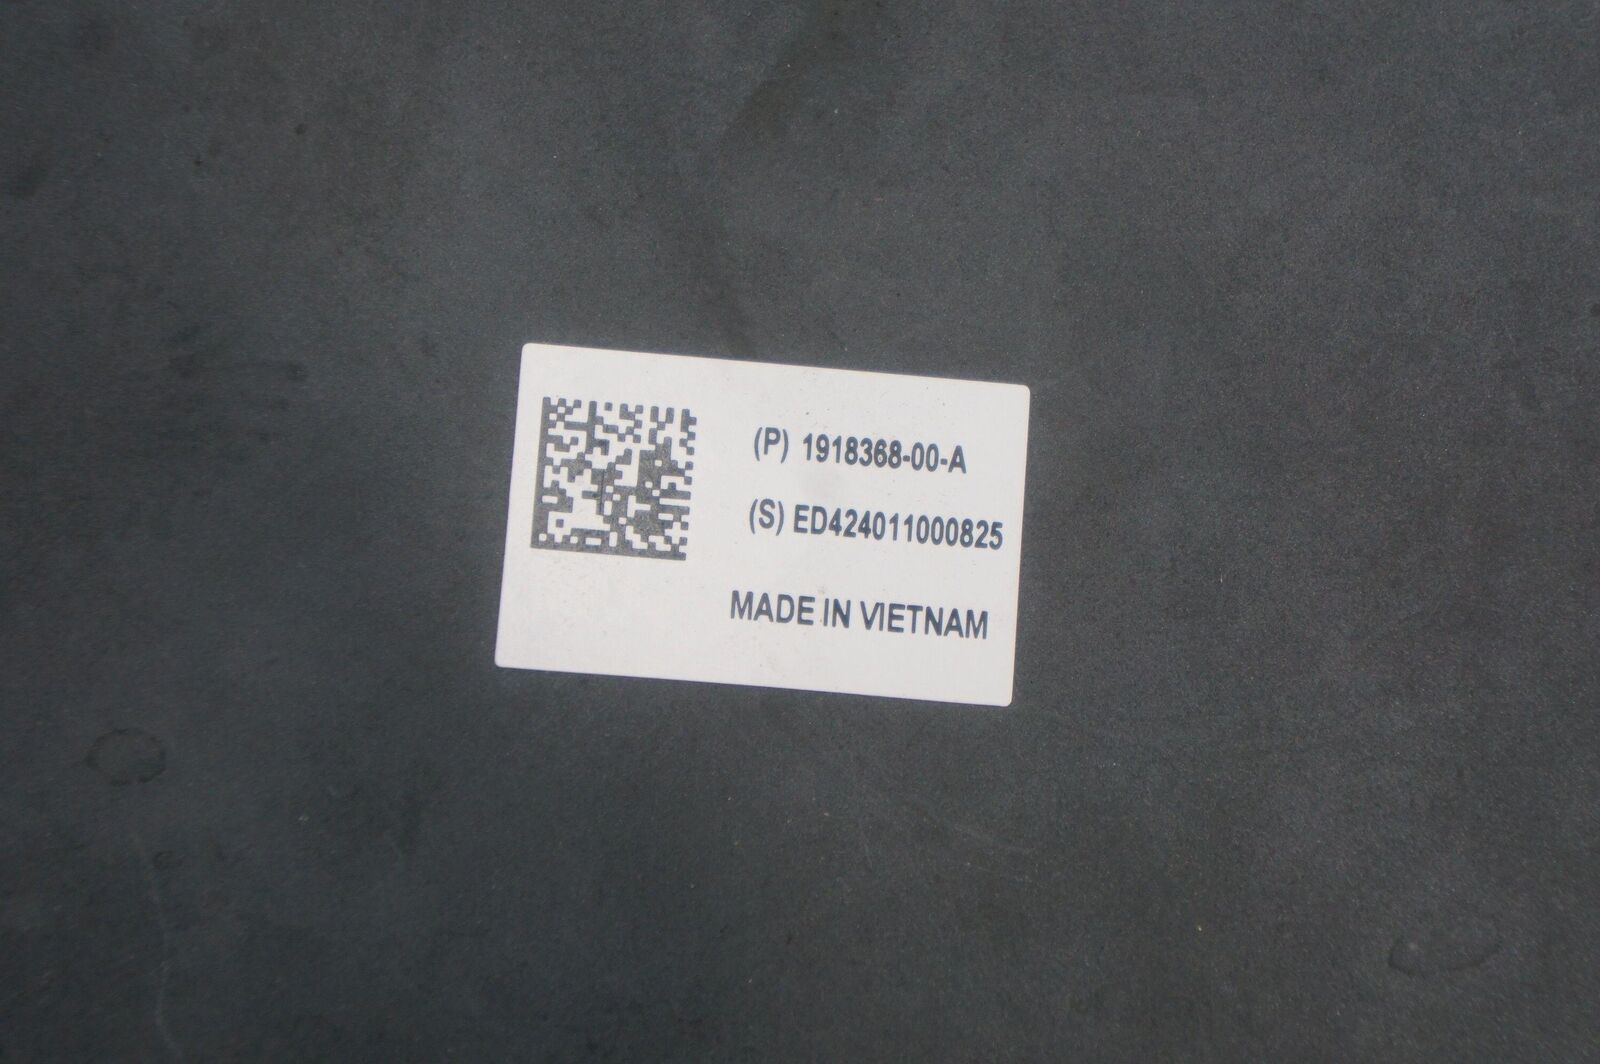 (P) 1918368-00-A
(S) ED424011000825
MADE IN VIETNAM